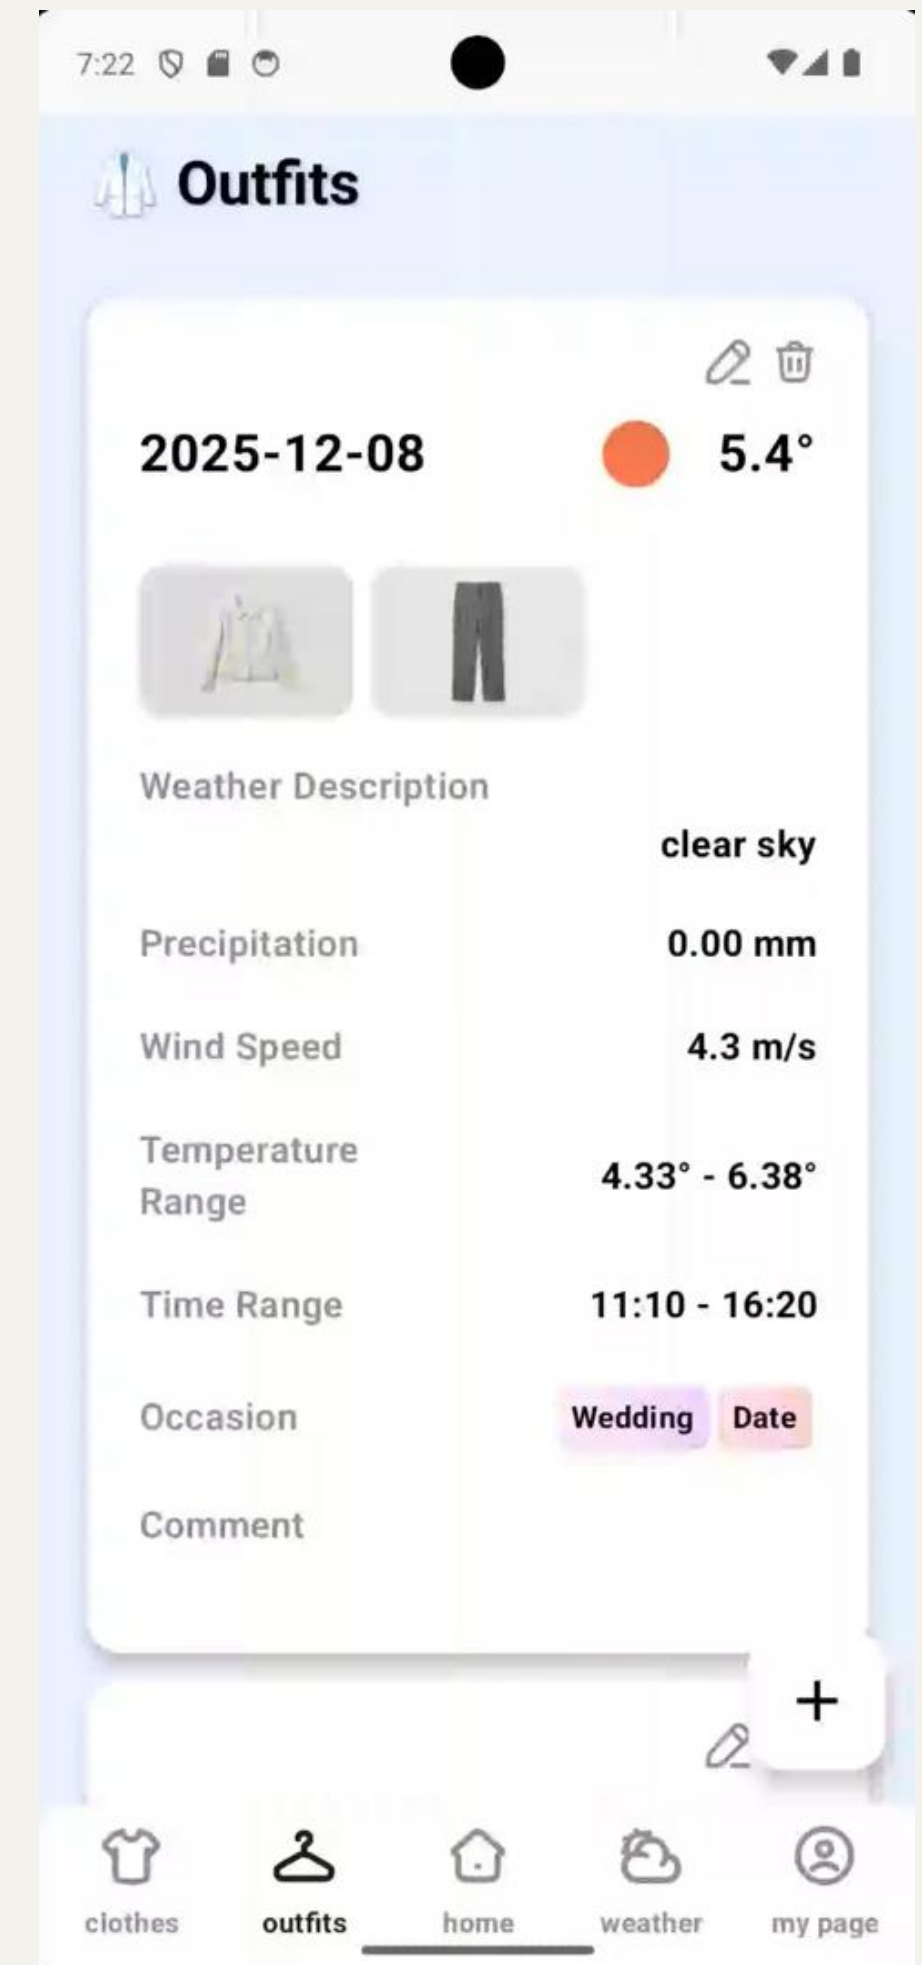 7:22
Outfits
2025-12-08
5.4°
Weather Description
clear sky
Precipitation
0.00 mm
Wind Speed
4.3 m/s
Temperature
Range
4.33° - 6.38°
Time Range
11:10 - 16:20
Occasion
Wedding
Date
Comment
+
clothes
outfits
home
weather
my page